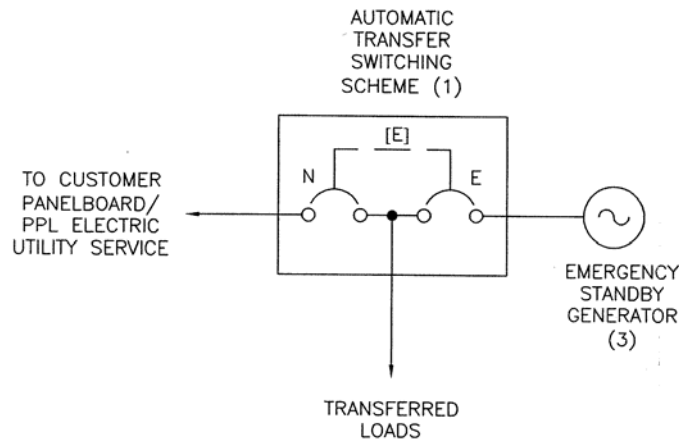 AUTOMATIC
TRANSFER
SWITCHING
SCHEME (1)
[E]
N
E
TO CUSTOMER
PANELBOARD/
PPL ELECTRIC
UTILITY SERVICE
EMERGENCY
STANDBY
GENERATOR
(3)
TRANSFERRED
LOADS